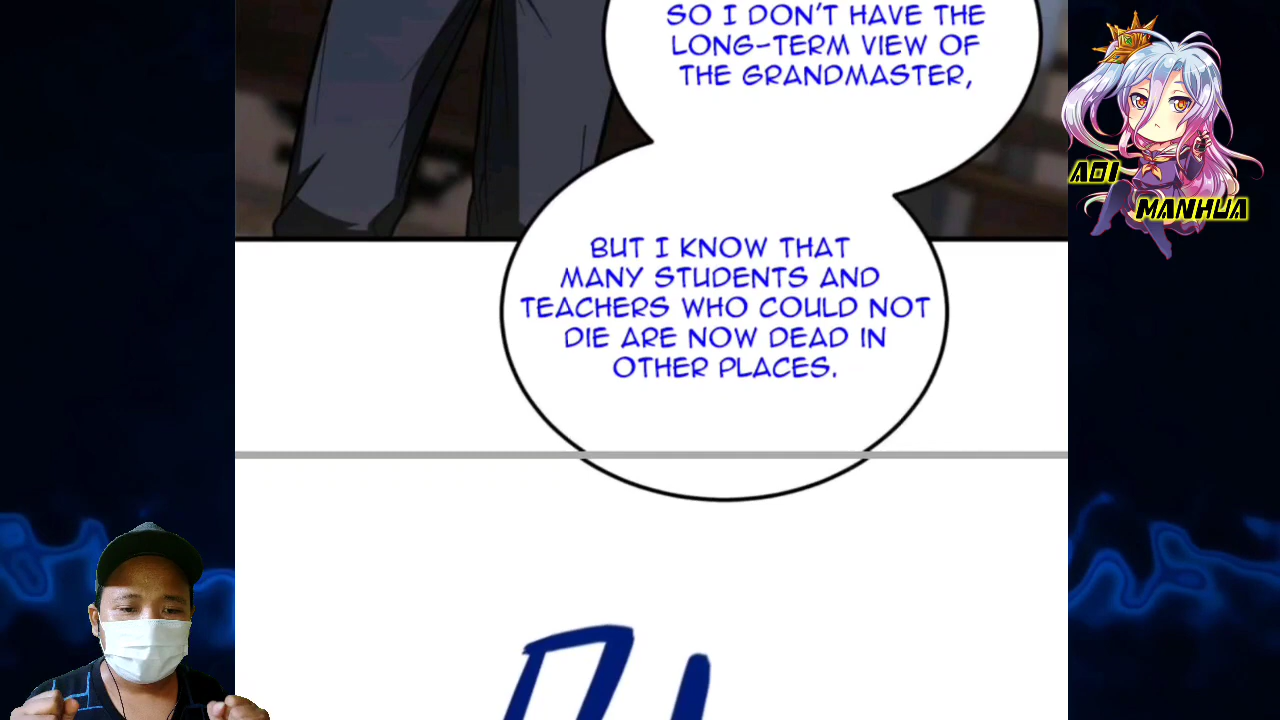 SO I DON'T HAVE THE
LONG-TERM VIEW OF
THE GRANDMASTER,
BUT I KNOW THAT
MANY STUDENTS AND
TEACHERS WHO COULD NOT
DIE ARE NOW DEAD IN
OTHER PLACES.
AOI
MANHUA